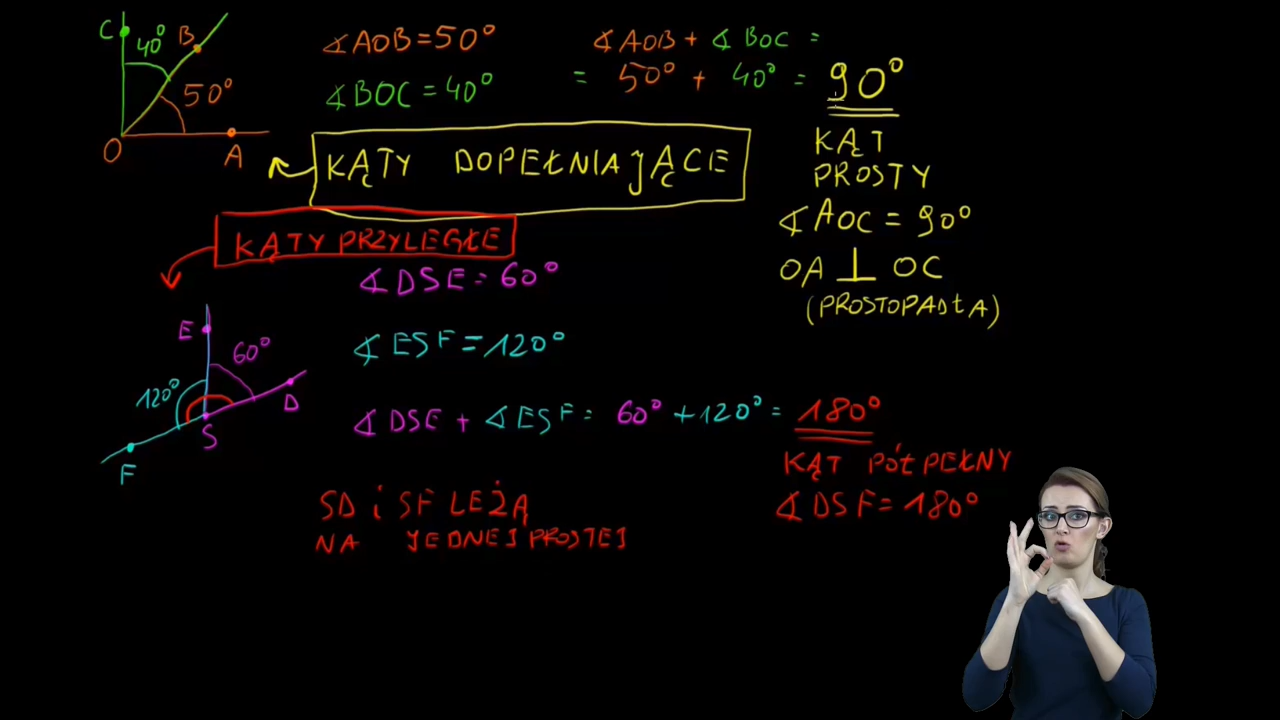 C
40°
B
50°
O
A
∢AOB=50°
∢BOC=40°
∢AOB + ∢BOC =
= 50° + 40° = 90°
KĄT
PROSTY
∢AOC = 90°
OA ⊥ OC
(PROSTOPADŁA)
KĄTY DOPEŁNIAJĄCE
KĄTY PRZYLEGŁE
E
60°
120°
D
S
F
∢DSE=60°
∢ESF=120°
∢DSE + ∢ESF= 60°+120°= 180°
KĄT PÓŁPEŁNY
∢DSF=180°
SD i SF LEŻĄ
NA JEDNEJ PROSTEJ